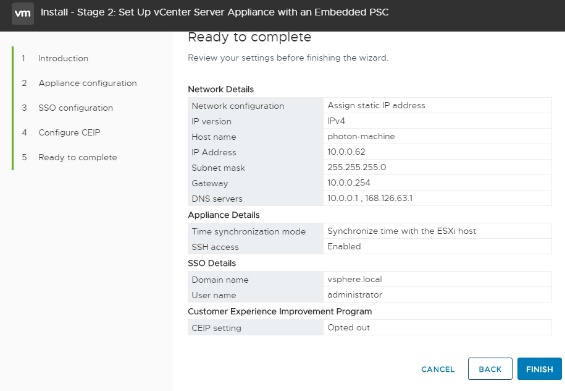 vm Install - Stage 2: Set Up vCenter Server Appliance with an Embedded PSC
1 Introduction
2 Appliance configuration
3 SSO configuration
4 Configure CEIP
5 Ready to complete
Ready to complete
Review your settings before finishing the wizard.
Network Details
Network configuration Assign static IP address
IP version IPv4
Host name photon-machine
IP Address 10.0.0.62
Subnet mask 255.255.255.0
Gateway 10.0.0.254
DNS servers 10.0.0.1 , 168.126.63.1
Appliance Details
Time synchronization mode Synchronize time with the ESXi host
SSH access Enabled
SSO Details
Domain name vsphere.local
User name administrator
Customer Experience Improvement Program
CEIP setting Opted out
CANCEL BACK FINISH